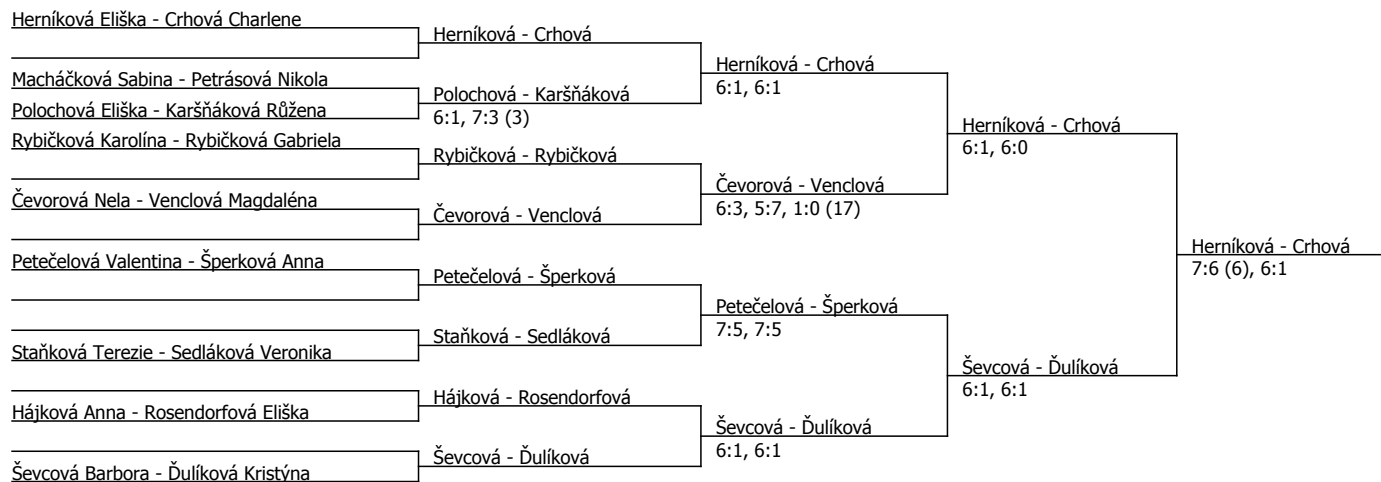 Herníková Eliška - Crhová Charlene
Macháčková Sabina - Petrásová Nikola
Polochová Eliška - Karšňáková Růžena
Rybičková Karolína - Rybičková Gabriela
Čevorová Nela - Venclová Magdaléna
Petečelová Valentina - Šperková Anna
Staňková Terezie - Sedláková Veronika
Hájková Anna - Rosendorfová Eliška
Ševcová Barbora - Ďulíková Kristýna
Herníková - Crhová
Polochová - Karšňáková
6:1, 7:3 (3)
Rybičková - Rybičková
Čevorová - Venclová
Petečelová - Šperková
Staňková - Sedláková
Hájková - Rosendorfová
Ševcová - Ďulíková
Herníková - Crhová
6:1, 6:1
Čevorová - Venclová
6:3, 5:7, 1:0 (17)
Petečelová - Šperková
7:5, 7:5
Ševcová - Ďulíková
6:1, 6:1
Herníková - Crhová
6:1, 6:0
Ševcová - Ďulíková
6:1, 6:1
Herníková - Crhová
7:6 (6), 6:1